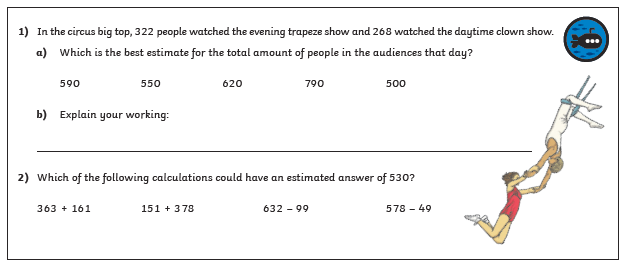 1) In the circus big top, 322 people watched the evening trapeze show and 268 watched the daytime clown show.
a) Which is the best estimate for the total amount of people in the audiences that day?
590 550 620 790 500
b) Explain your working:
2) Which of the following calculations could have an estimated answer of 530?
363 + 161 151 + 378 632 – 99 578 – 49